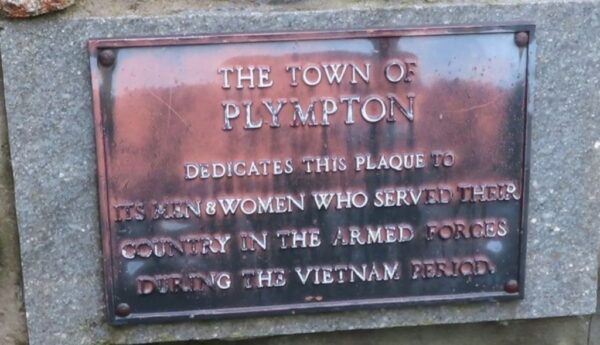 THE TOWN OF
PLYMPTON
DEDICATES THIS PLAQUE TO
ITS MEN & WOMEN WHO SERVED THEIR
COUNTRY IN THE ARMED FORCES
DURING THE VIETNAM PERIOD.